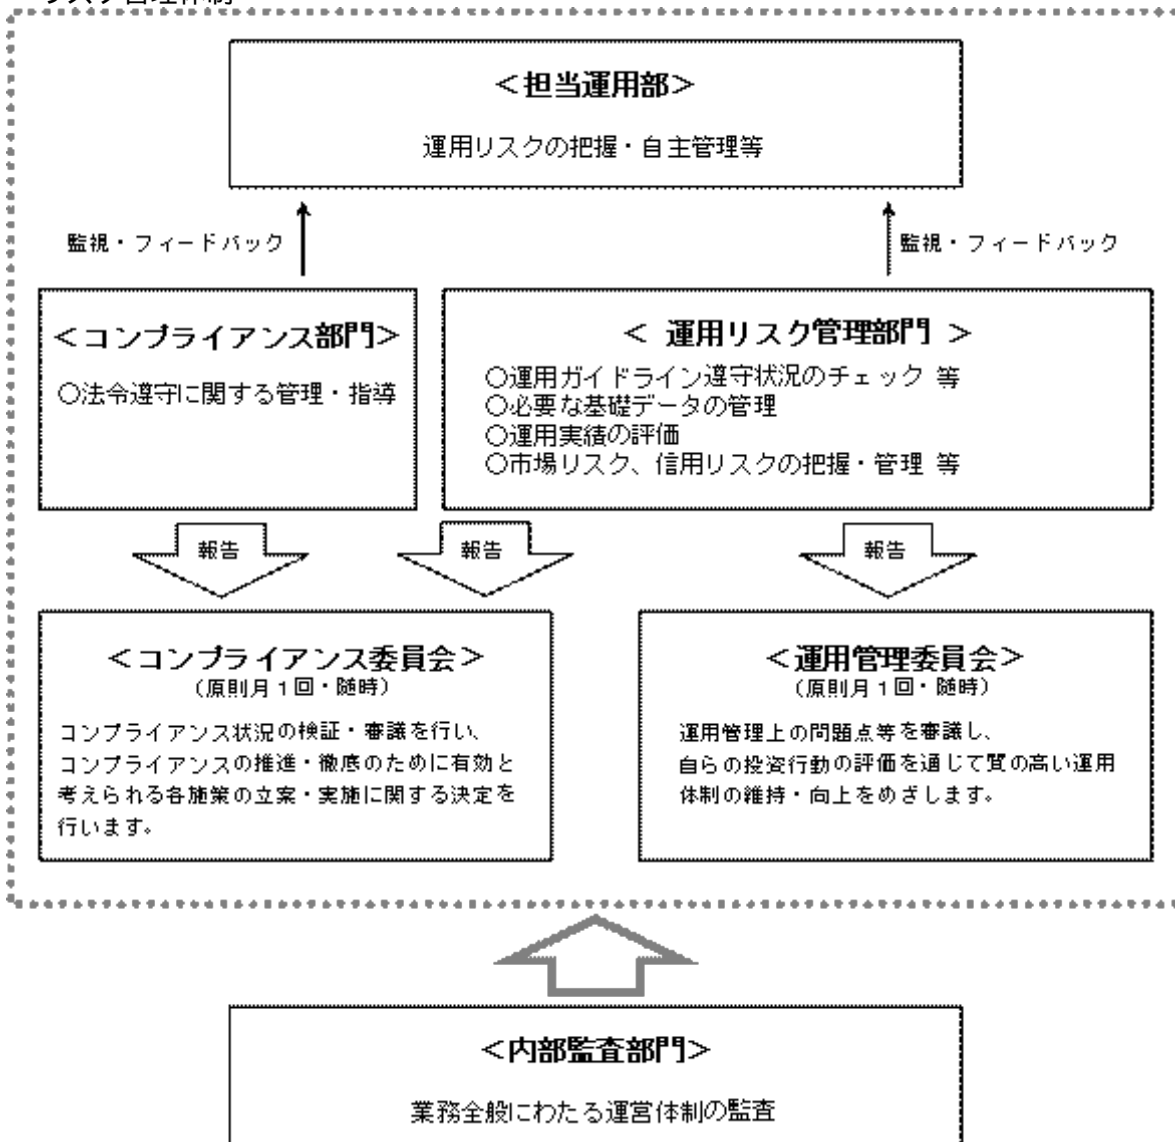 リスク管理体制
＜担当運用部＞
運用リスクの把握・自主管理等
監視・フィードバック
監視・フィードバック
＜コンプライアンス部門＞
○法令遵守に関する管理・指導
＜ 運用リスク管理部門 ＞
○運用ガイドライン遵守状況のチェック 等
○必要な基礎データの管理
○運用実績の評価
○市場リスク、信用リスクの把握・管理 等
報告
報告
報告
＜コンプライアンス委員会＞
（原則月１回・随時）
コンプライアンス状況の検証・審議を行い、
コンプライアンスの推進・徹底のために有効と
考えられる各施策の立案・実施に関する決定を
行います。
＜運用管理委員会＞
（原則月１回・随時）
運用管理上の問題点等を審議し、
自らの投資行動の評価を通じて質の高い運用
体制の維持・向上をめざします。
＜内部監査部門＞
業務全般にわたる運営体制の監査